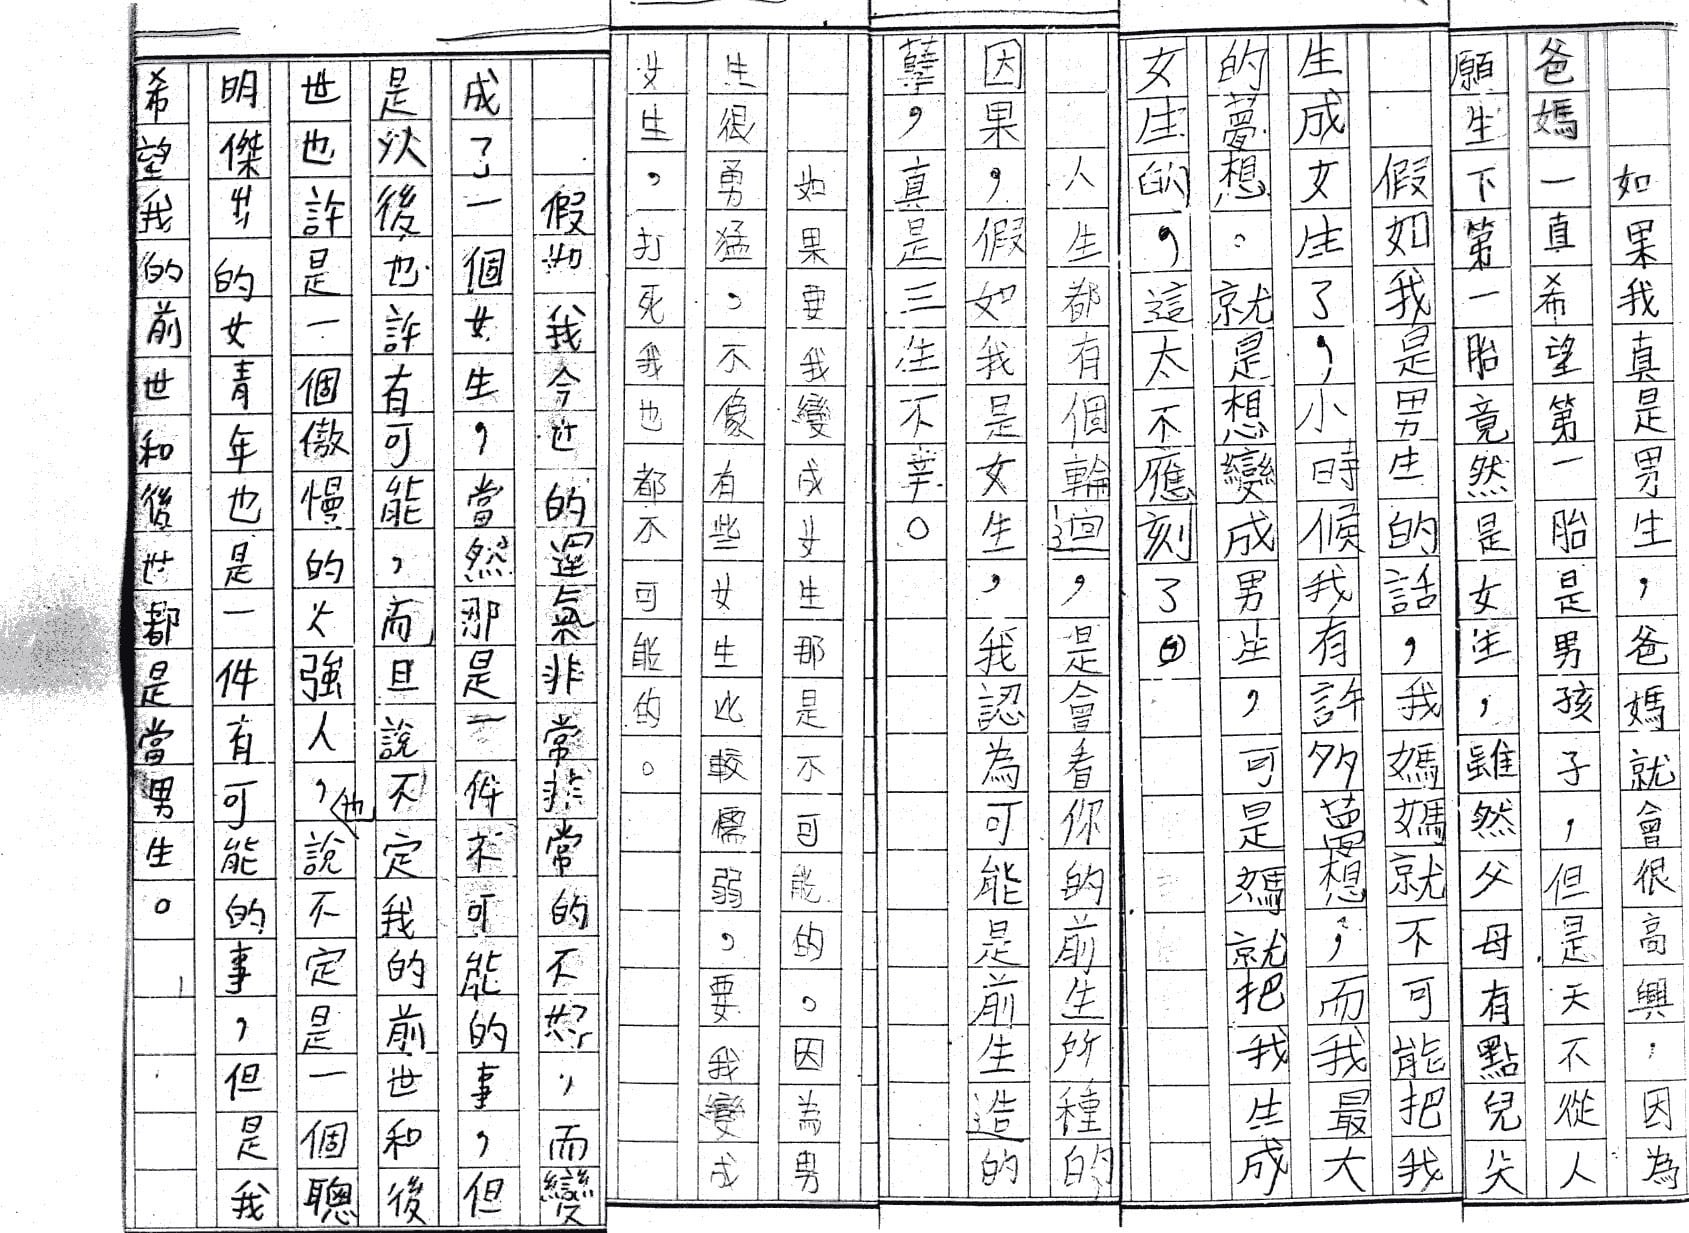 如果我真是男生，爸媽就會很高興，因為
爸媽一真希望第一胎是男孩子，但是天不從人
願生下第一胎竟然是女生，雖然父母有點兒失
假如我是男生的話，我媽媽就不可能把我
生成女生了，小時候我有許多夢想，而我最大
的夢想。就是想變成男生，可是媽就把我生成
女生的，這太不應刻了。
人生都有個輪迴，是會看你的前生所種的
因果，假如我是女生，我認為可能是前生造的
孽，真是三生不幸。
如果要我變成女生那是不可能的。因為男
生很勇猛，不像有些女生比較懦弱，要我變成
女生，打死我也都不可能的。
假如我今世的運氣非常非常的不好，而變
成了一個女生，當然那是一件不可能的事，但
是以後也許有可能，而且說不定我的前世和後
世也許是一個傲慢的女強人，也說不定是一個聰
明傑出的女青年也是一件有可能的事，但是我
希望我的前世和後世都是當男生。